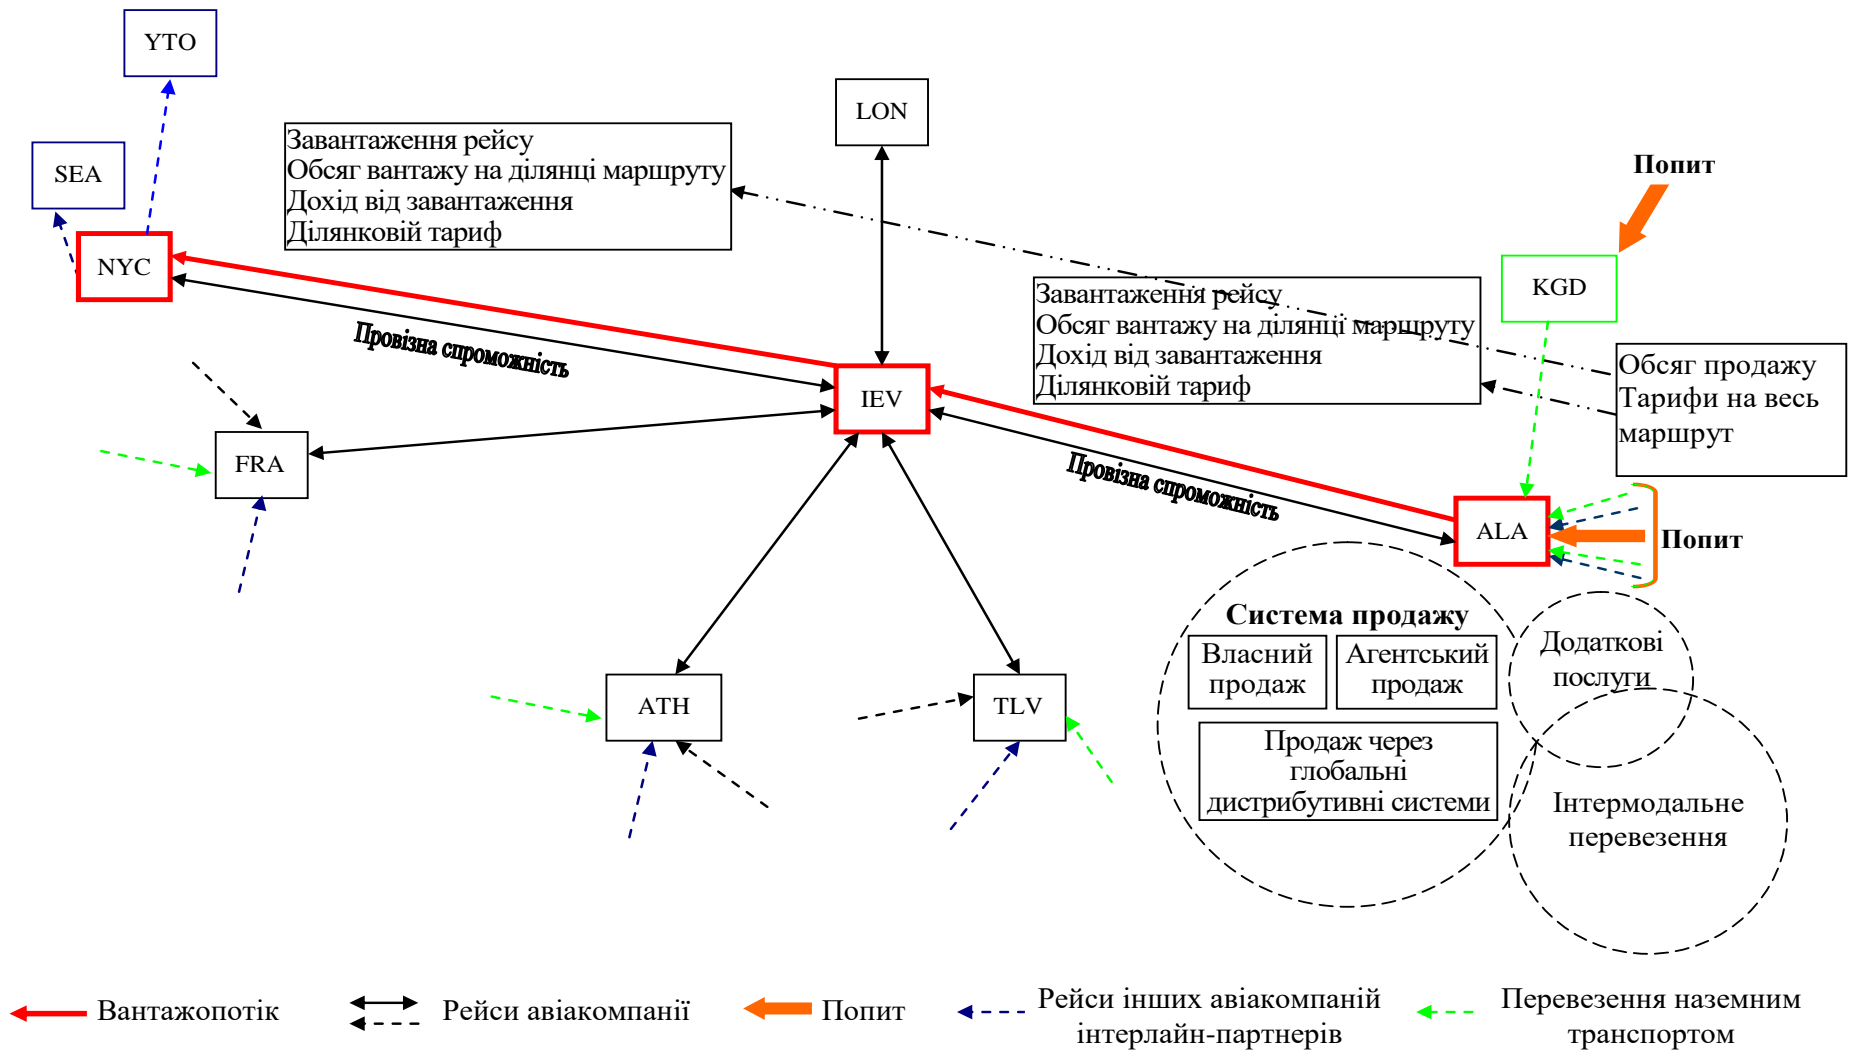 YTO
LON
SEA
Завантаження рейсу
Обсяг вантажу на ділянці маршруту
Дохід від завантаження
Ділянковій тариф
Попит
NYC
KGD
Завантаження рейсу
Обсяг вантажу на ділянці маршруту
Дохід від завантаження
Ділянковій тариф
Провізна спроможність
IEV
Обсяг продажу
Тарифи на весь
маршрут
FRA
Провізна спроможність
ALA
Попит
Система продажу
Власний
продаж
Агентський
продаж
Продаж через
глобальні
дистрибутивні системи
Додаткові
послуги
Інтермодальне
перевезення
ATH
TLV
Вантажопотік
Рейси авіакомпанії
Попит
Рейси інших авіакомпаній
інтерлайн-партнерів
Перевезення наземним
транспортом